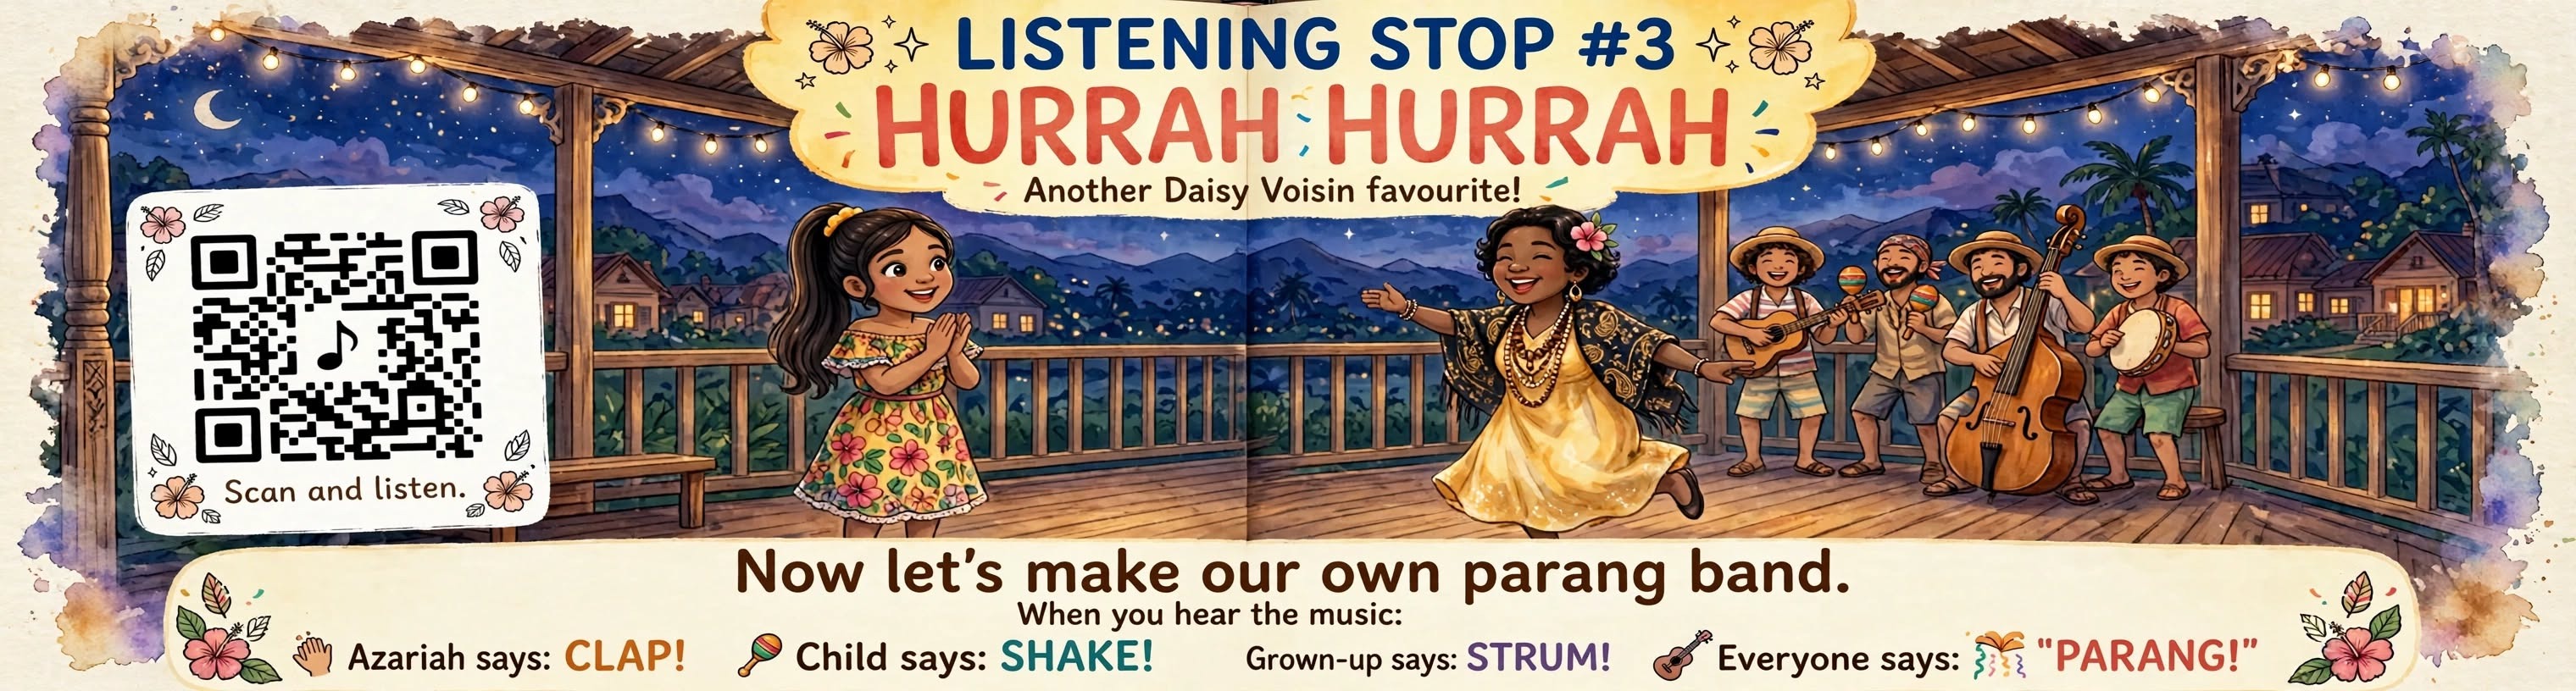 LISTENING STOP #3
HURRAH HURRAH
Another Daisy Voisin favourite!
Scan and listen.
Now let's make our own parang band.
When you hear the music:
Azariah says: CLAP! Child says: SHAKE! Grown-up says: STRUM! Everyone says: "PARANG!"